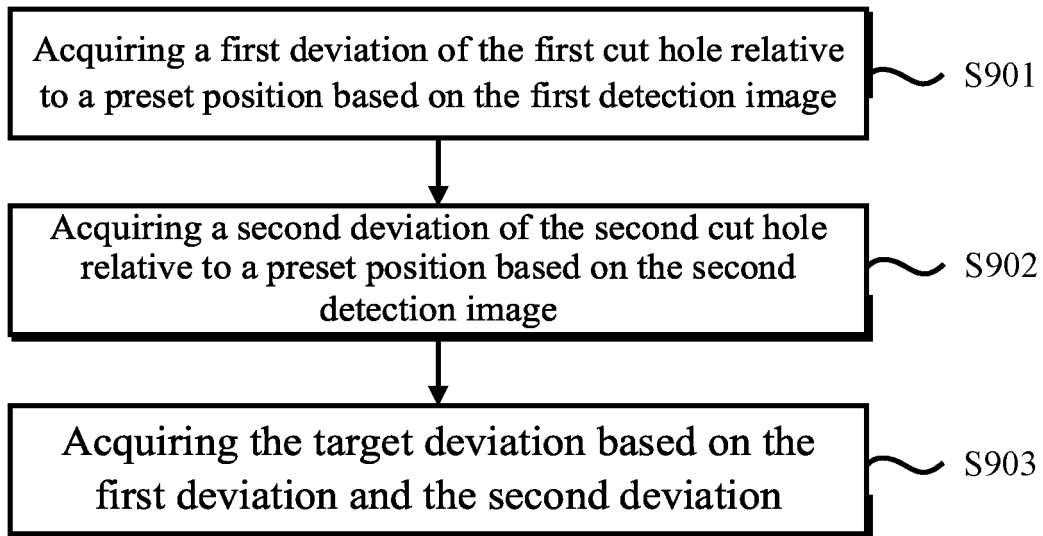 Acquiring a first deviation of the first cut hole relative
to a preset position based on the first detection image
S901
Acquiring a second deviation of the second cut hole
relative to a preset position based on the second
detection image
S902
Acquiring the target deviation based on the
first deviation and the second deviation
S903